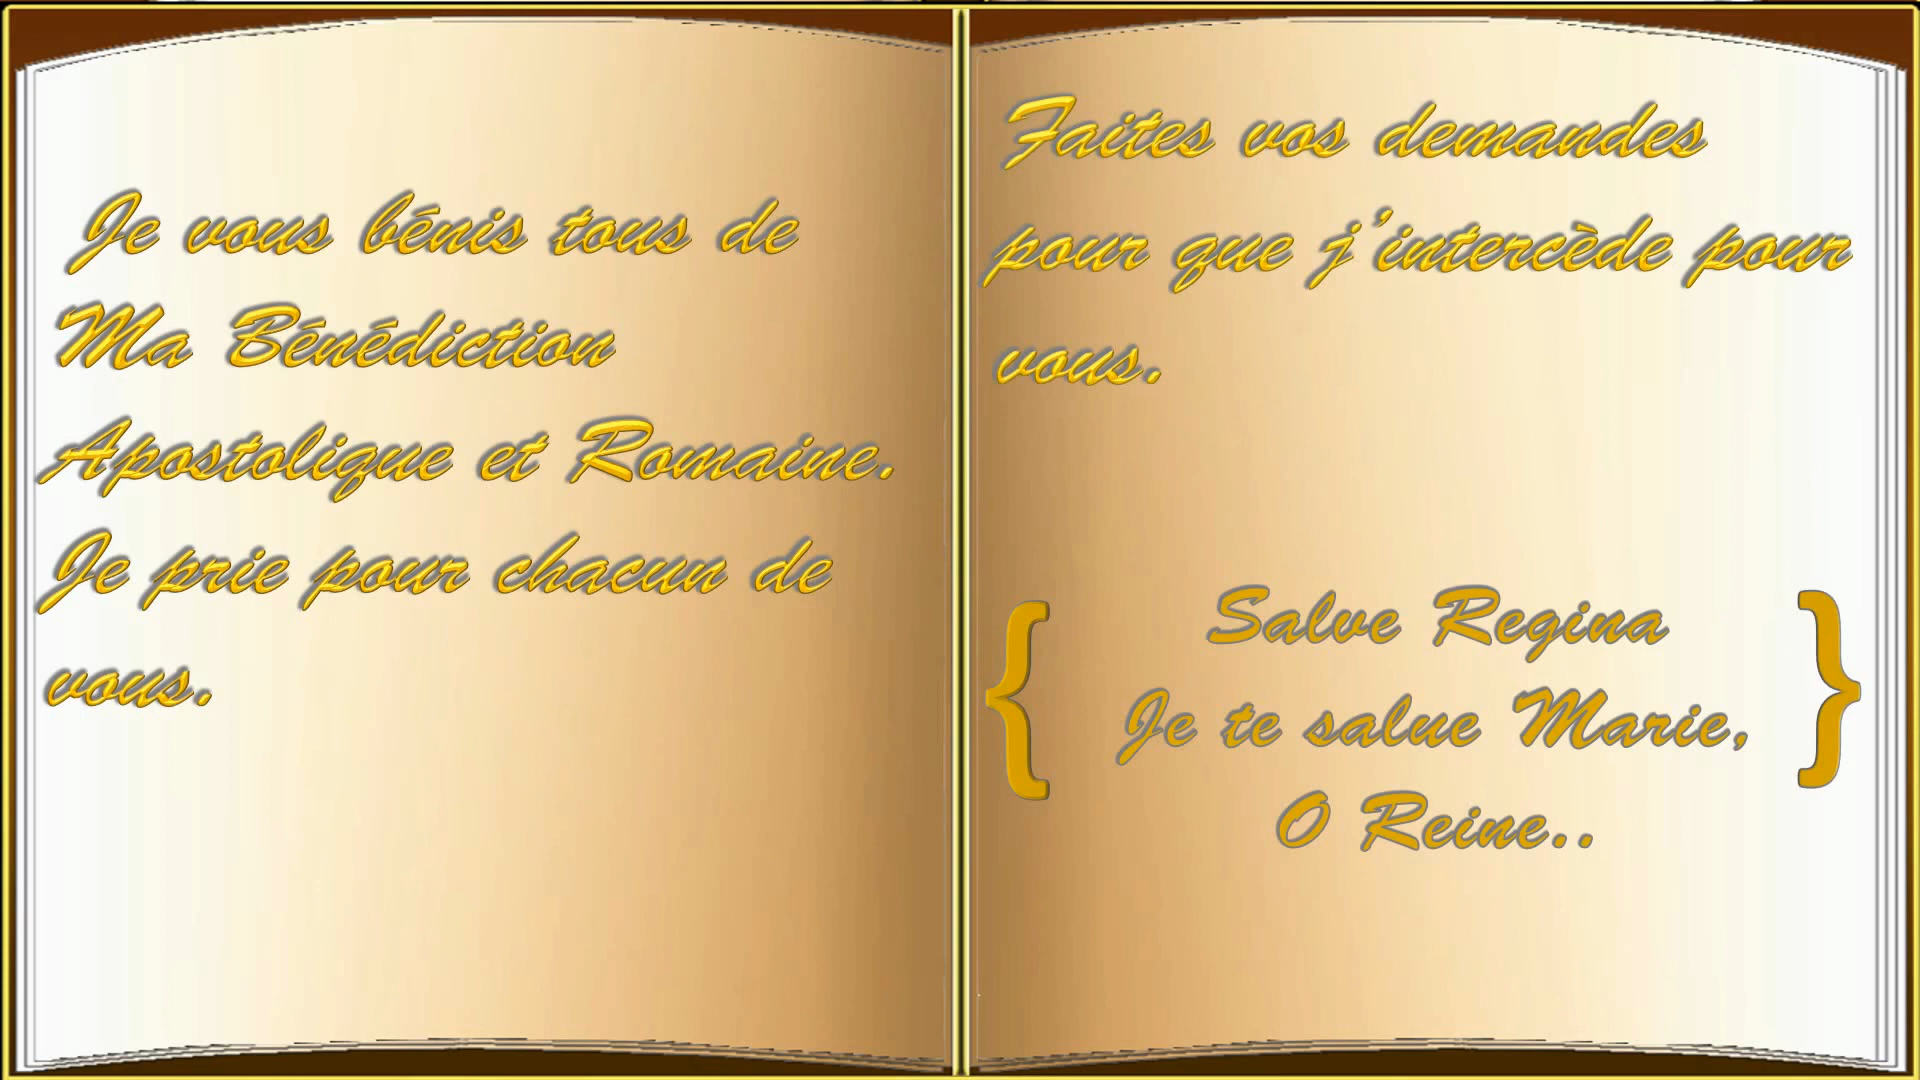 Je vous bénis tous de
Ma Bénédiction
Apostolique et Romaine.
Je prie pour chacun de
vous.
Faites vos demandes
pour que j'intercède pour
vous.
{ Salve Regina }
Je te salue Marie,
O Reine..